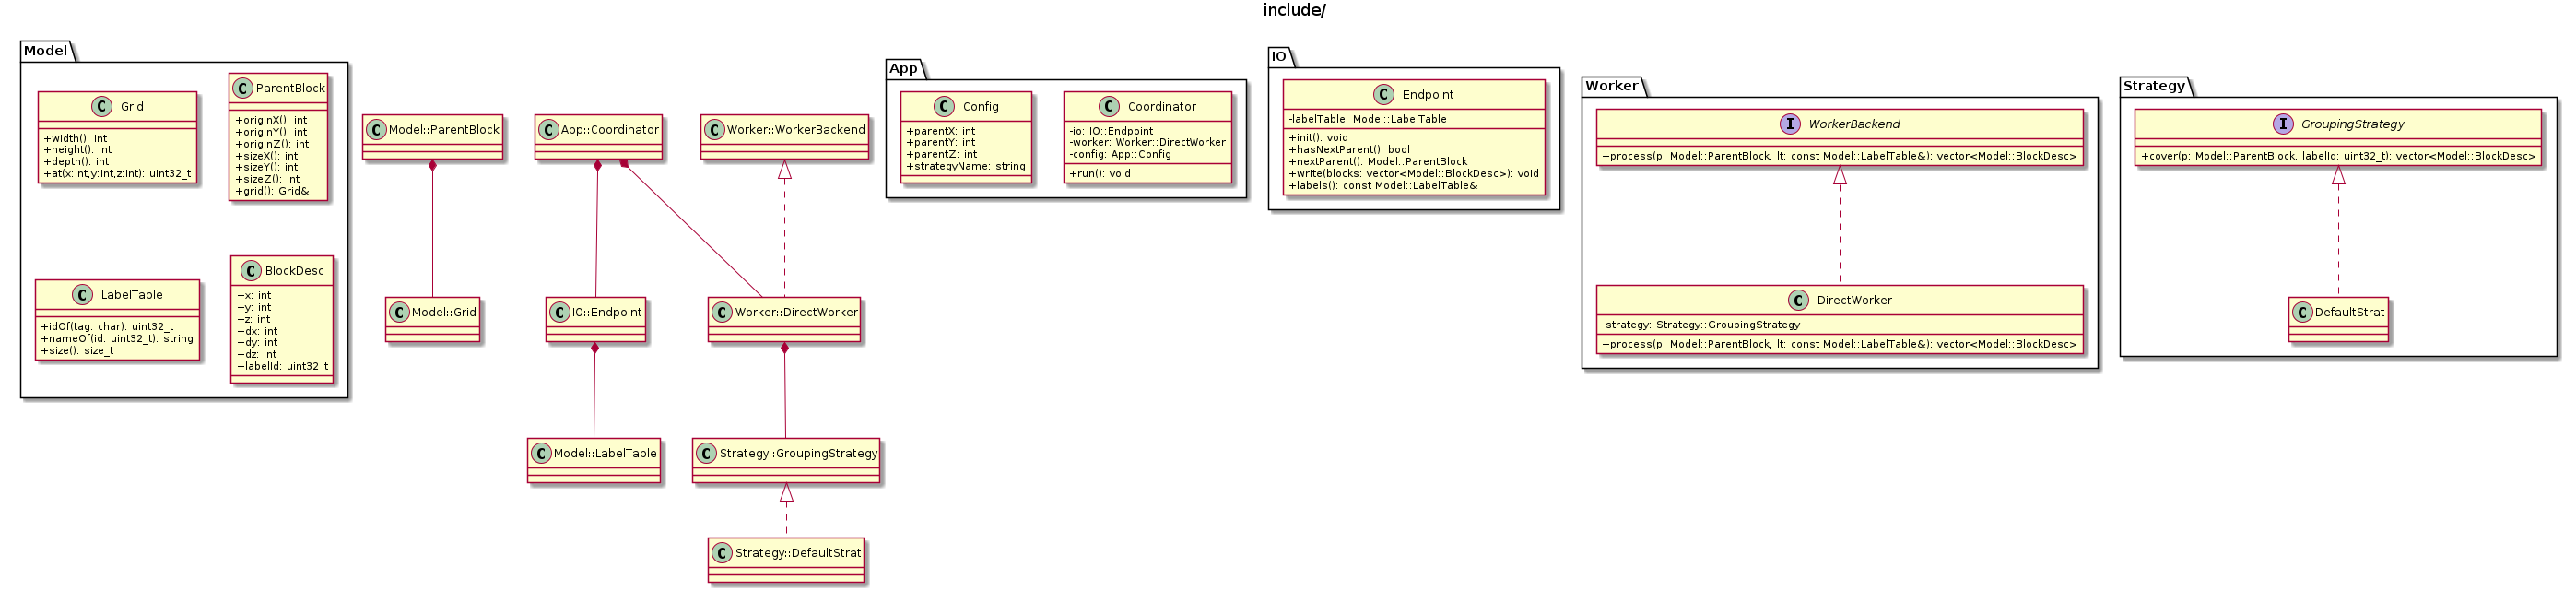 include/
Model
C Grid
+width(): int
+height(): int
+depth(): int
+at(x:int,y:int,z:int): uint32_t
C ParentBlock
+originX(): int
+originY(): int
+originZ(): int
+sizeX(): int
+sizeY(): int
+sizeZ(): int
+grid(): Grid&
C LabelTable
+idOf(tag: char): uint32_t
+nameOf(id: uint32_t): string
+size(): size_t
C BlockDesc
+x: int
+y: int
+z: int
+dx: int
+dy: int
+dz: int
+labelId: uint32_t
C Model::ParentBlock
C App::Coordinator
C Worker::WorkerBackend
C Model::Grid
C IO::Endpoint
C Worker::DirectWorker
C Model::LabelTable
C Strategy::GroupingStrategy
C Strategy::DefaultStrat
App
C Config
+parentX: int
+parentY: int
+parentZ: int
+strategyName: string
C Coordinator
-io: IO::Endpoint
-worker: Worker::DirectWorker
-config: App::Config
+run(): void
IO
C Endpoint
-labelTable: Model::LabelTable
+init(): void
+hasNextParent(): bool
+nextParent(): Model::ParentBlock
+write(blocks: vector<Model::BlockDesc>): void
+labels(): const Model::LabelTable&
Worker
I WorkerBackend
+process(p: Model::ParentBlock, lt: const Model::LabelTable&): vector<Model::BlockDesc>
C DirectWorker
-strategy: Strategy::GroupingStrategy
+process(p: Model::ParentBlock, lt: const Model::LabelTable&): vector<Model::BlockDesc>
Strategy
I GroupingStrategy
+cover(p: Model::ParentBlock, labelId: uint32_t): vector<Model::BlockDesc>
C DefaultStrat